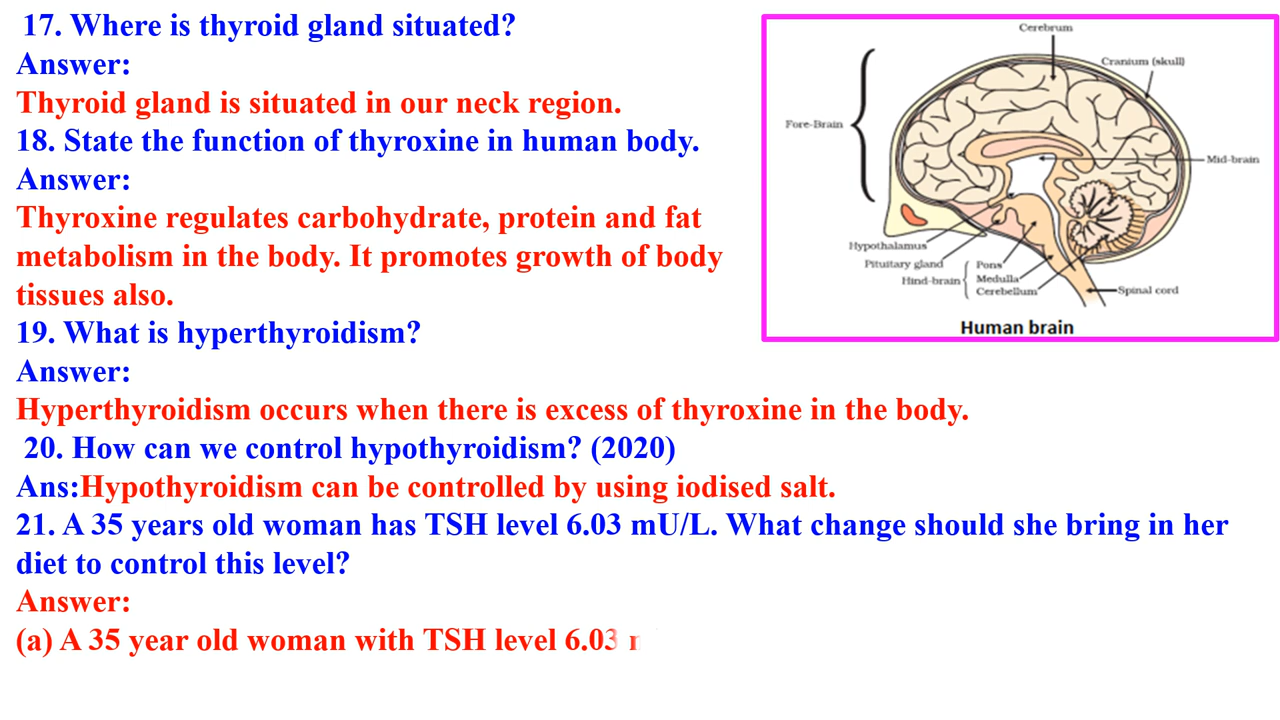 17. Where is thyroid gland situated?
Answer:
Thyroid gland is situated in our neck region.
18. State the function of thyroxine in human body.
Answer:
Thyroxine regulates carbohydrate, protein and fat
metabolism in the body. It promotes growth of body
tissues also.
19. What is hyperthyroidism?
Answer:
Hyperthyroidism occurs when there is excess of thyroxine in the body.
20. How can we control hypothyroidism? (2020)
Ans:Hypothyroidism can be controlled by using iodised salt.
21. A 35 years old woman has TSH level 6.03 mU/L. What change should she bring in her
diet to control this level?
Answer:
(a) A 35 year old woman with TSH level 6.03
Cerebrum
Cranium (skull)
Fore-Brain
Mid-brain
Hypothalamus
Pituitary gland
Pons
Hind-brain
Medulla
Cerebellum
Spinal cord
Human brain